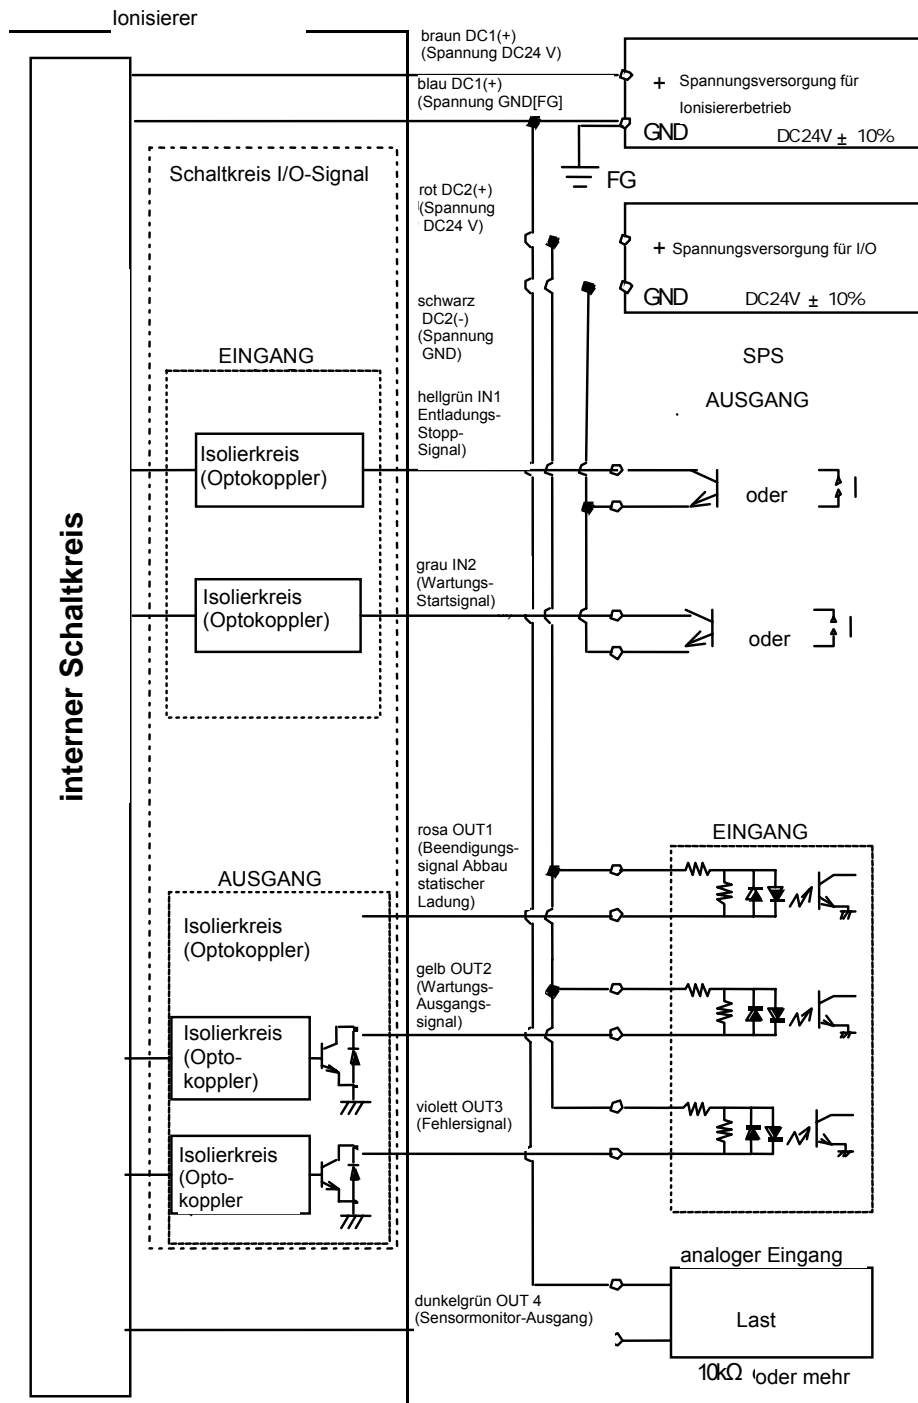 Ionisierer
braun DC1(+)
(Spannung DC24 V)
blau DC1(+)
(Spannung GND[FG]
+ Spannungsversorgung für
Ionisiererbetrieb
GND DC24V ± 10%
FG
Schaltkreis I/O-Signal
rot DC2(+)
(Spannung
DC24 V)
+ Spannungsversorgung für I/O
GND DC24V ± 10%
schwarz
DC2(-)
(Spannung
GND)
SPS
AUSGANG
EINGANG
hellgrün IN1
Entladungs-
Stopp-
Signal)
Isolierkreis
(Optokoppler)
oder
interner Schaltkreis
grau IN2
(Wartungs-
Startsignal)
Isolierkreis
(Optokoppler)
oder
rosa OUT1
(Beendigungs-
signal Abbau
statischer
Ladung)
EINGANG
AUSGANG
Isolierkreis
(Optokoppler)
gelb OUT2
(Wartungs-
Ausgangs-
signal)
Isolierkreis
(Opto-
koppler)
violett OUT3
(Fehlersignal)
Isolierkreis
(Opto-
koppler
analoger Eingang
dunkelgrün OUT 4
(Sensormonitor-Ausgang)
Last
10kΩ oder mehr